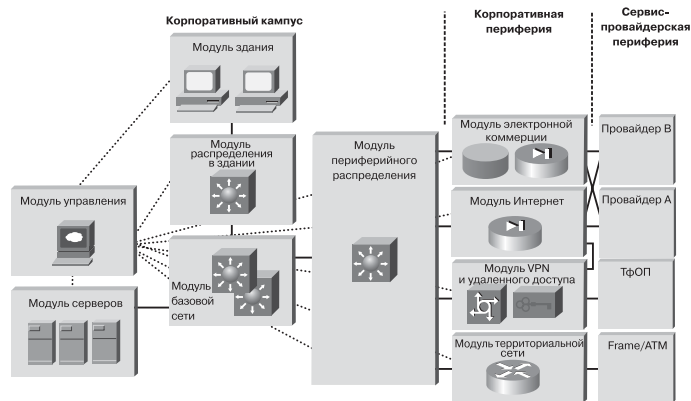 Корпоративный кампус
Корпоративная
периферия
Сервис-
провайдерская
периферия
Модуль здания
Модуль
распределения
в здании
Модуль управления
Модуль серверов
Модуль
базовой
сети
Модуль
периферийного
распределения
Модуль электронной
коммерции
Модуль Интернет
Модуль VPN
и удаленного доступа
Модуль территориальной
сети
Провайдер B
Провайдер A
ТфОП
Frame/ATM